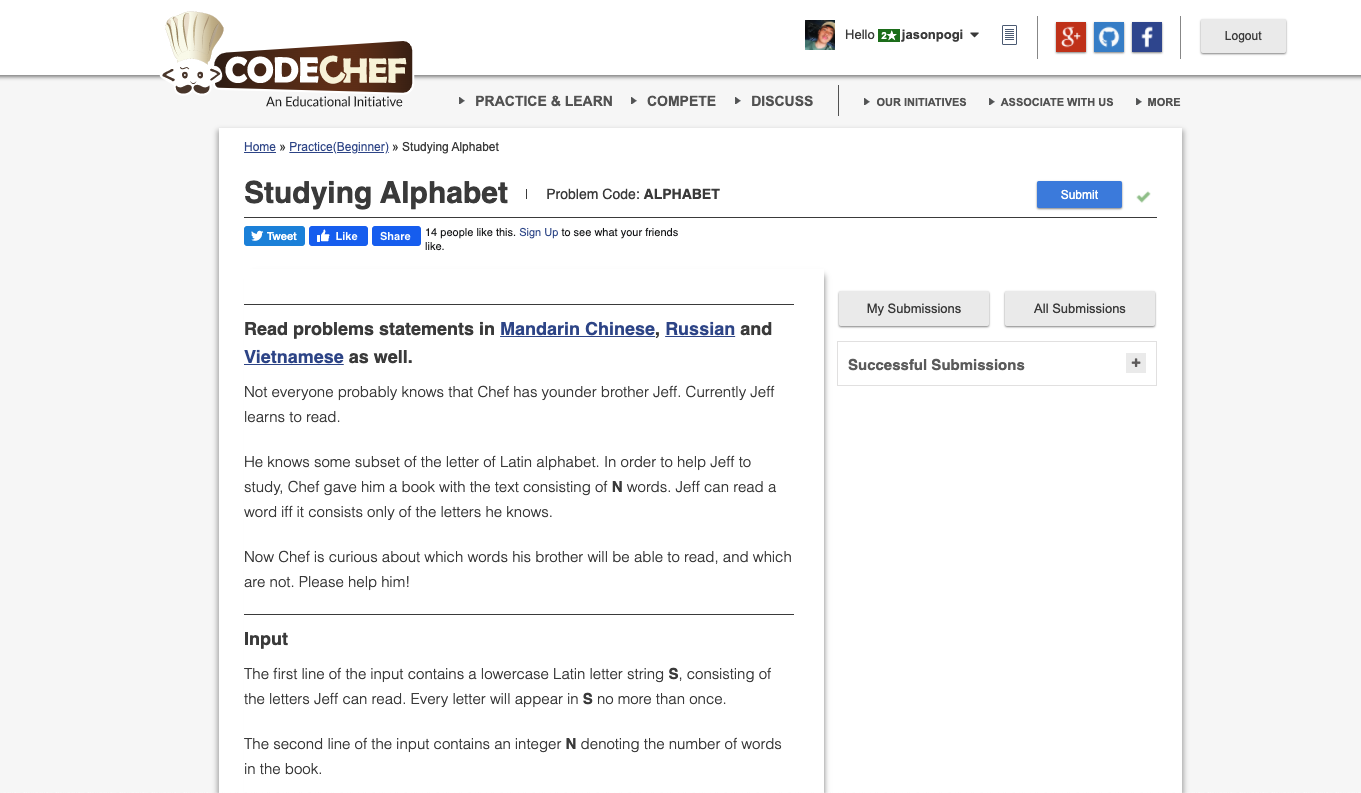 Hello 2★ jasonpogi
Logout
CODECHEF
An Educational Initiative
PRACTICE & LEARN COMPETE DISCUSS OUR INITIATIVES ASSOCIATE WITH US MORE
Home » Practice(Beginner) » Studying Alphabet
Studying Alphabet
Problem Code: ALPHABET
Submit
Tweet Like Share
14 people like this. Sign Up to see what your friends
like.
My Submissions
All Submissions
Successful Submissions
+
Read problems statements in Mandarin Chinese, Russian and
Vietnamese as well.
Not everyone probably knows that Chef has younder brother Jeff. Currently Jeff
learns to read.
He knows some subset of the letter of Latin alphabet. In order to help Jeff to
study, Chef gave him a book with the text consisting of N words. Jeff can read a
word iff it consists only of the letters he knows.
Now Chef is curious about which words his brother will be able to read, and which
are not. Please help him!
Input
The first line of the input contains a lowercase Latin letter string S, consisting of
the letters Jeff can read. Every letter will appear in S no more than once.
The second line of the input contains an integer N denoting the number of words
in the book.